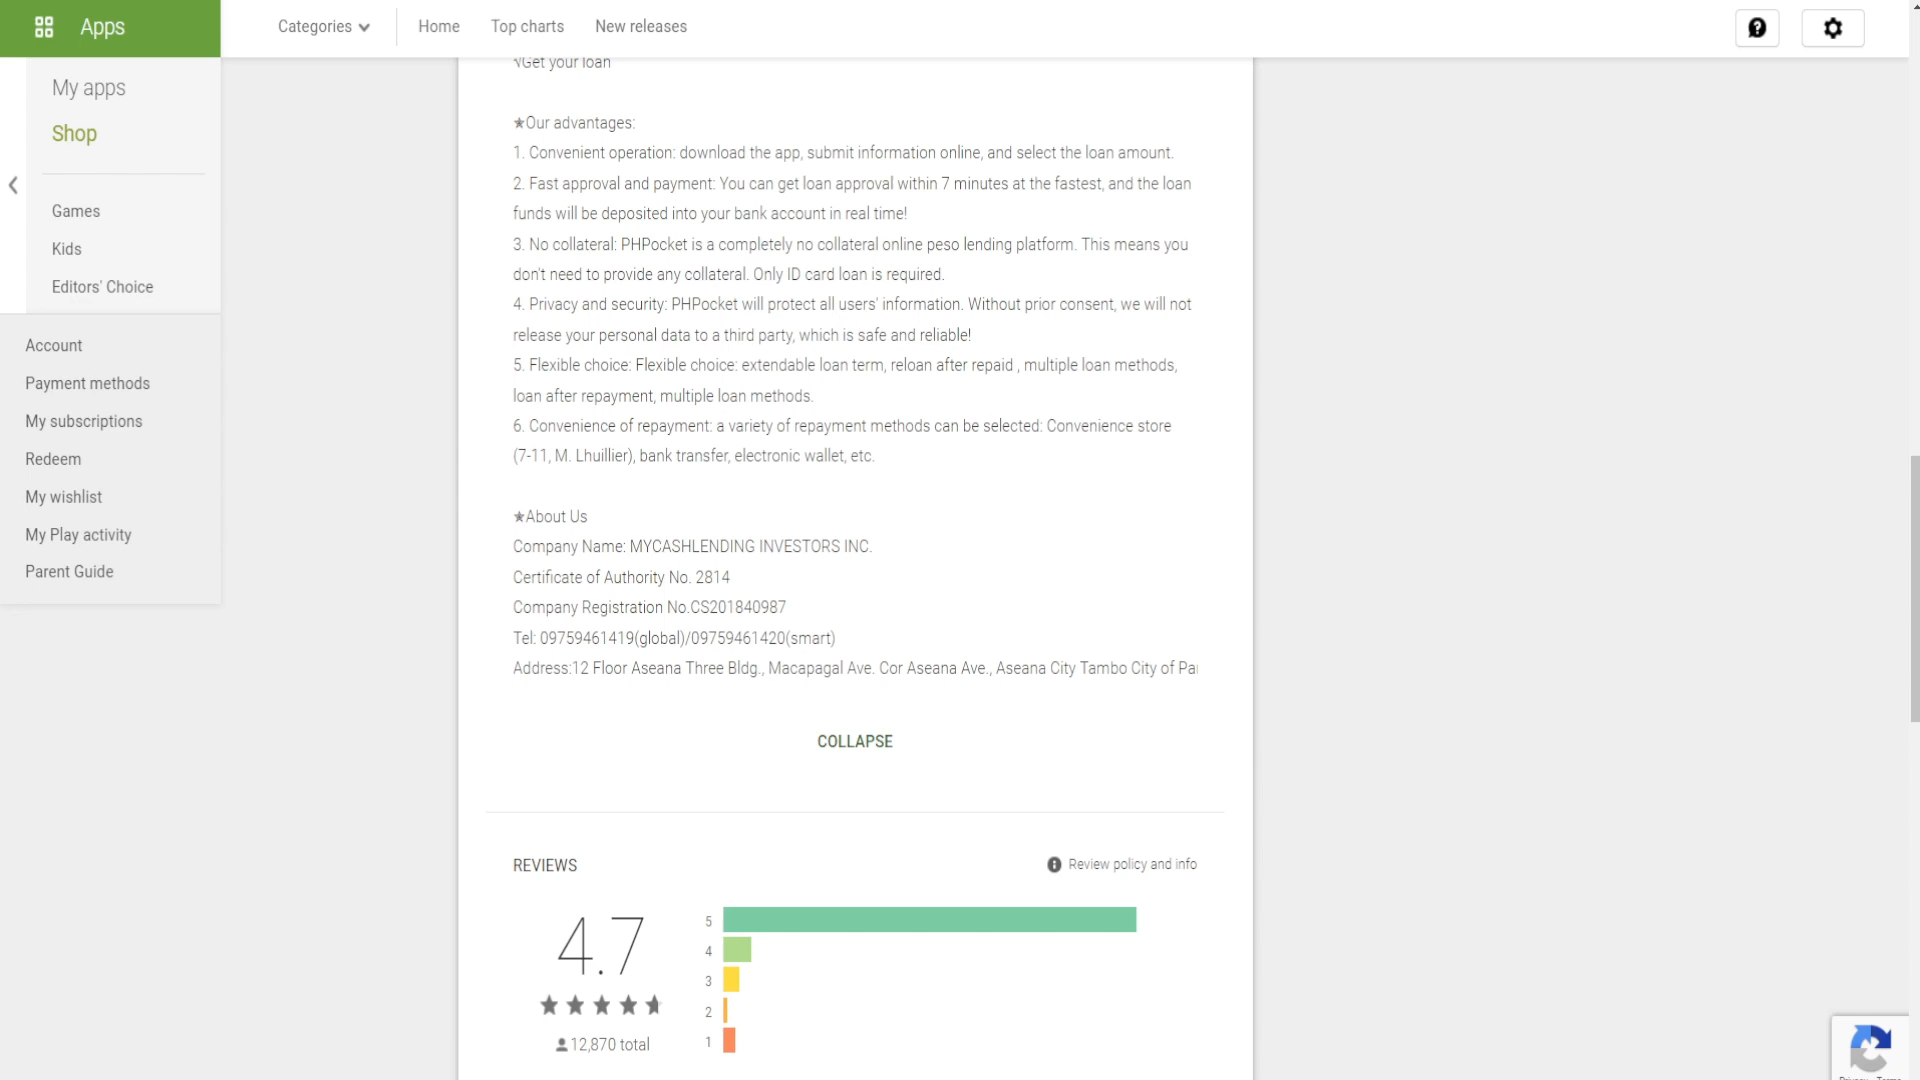 Apps
Categories
Home
Top charts
New releases
My apps
Shop
Games
Kids
Editors' Choice
Account
Payment methods
My subscriptions
Redeem
My wishlist
My Play activity
Parent Guide
√Get your loan
★Our advantages:
1. Convenient operation: download the app, submit information online, and select the loan amount.
2. Fast approval and payment: You can get loan approval within 7 minutes at the fastest, and the loan
funds will be deposited into your bank account in real time!
3. No collateral: PHPocket is a completely no collateral online peso lending platform. This means you
don't need to provide any collateral. Only ID card loan is required.
4. Privacy and security: PHPocket will protect all users' information. Without prior consent, we will not
release your personal data to a third party, which is safe and reliable!
5. Flexible choice: Flexible choice: extendable loan term, reloan after repaid , multiple loan methods,
loan after repayment, multiple loan methods.
6. Convenience of repayment: a variety of repayment methods can be selected: Convenience store
(7-11, M. Lhuillier), bank transfer, electronic wallet, etc.
★About Us
Company Name: MYCASHLENDING INVESTORS INC.
Certificate of Authority No. 2814
Company Registration No.CS201840987
Tel: 09759461419(global)/09759461420(smart)
Address:12 Floor Aseana Three Bldg., Macapagal Ave. Cor Aseana Ave., Aseana City Tambo City of
COLLAPSE
REVIEWS
Review policy and info
4.7
12,870 total
5
4
3
2
1